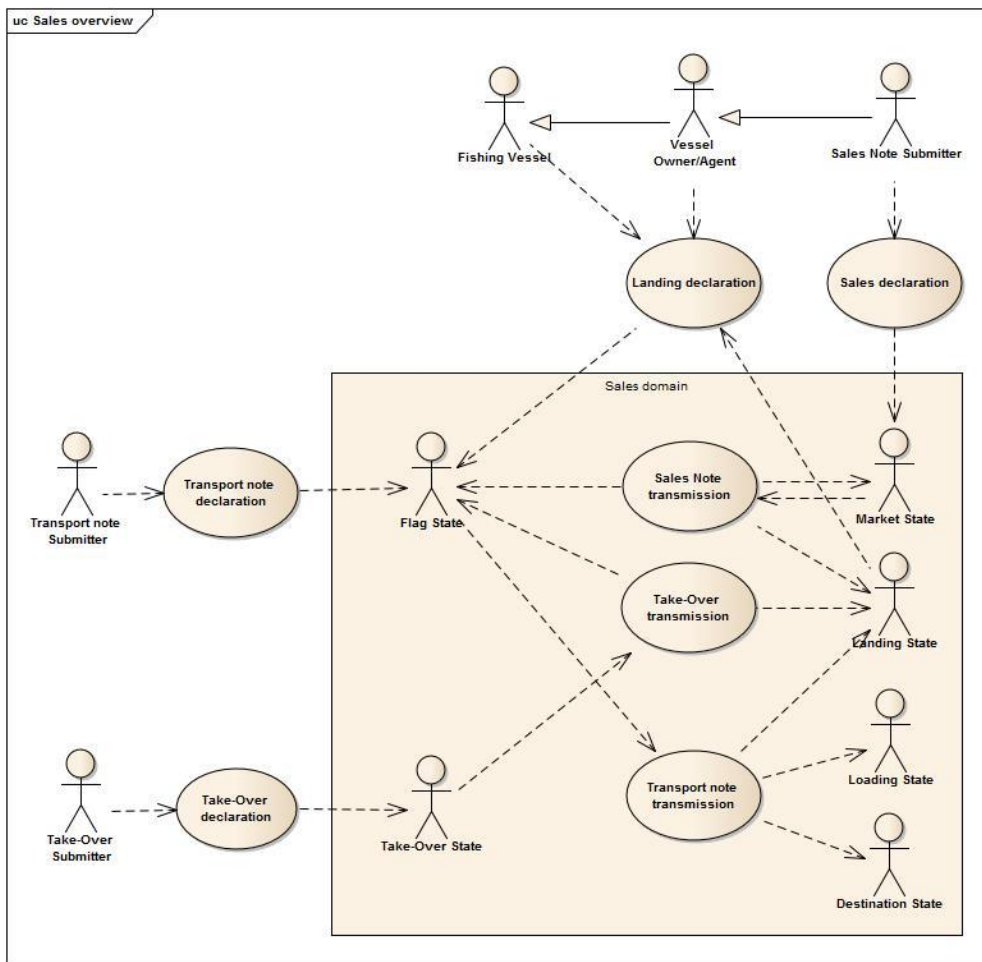 uc Sales overview
Fishing Vessel
Vessel
Owner/Agent
Sales Note Submitter
Landing declaration
Sales declaration
Sales domain
Transport note
Submitter
Transport note
declaration
Flag State
Sales Note
transmission
Market State
Take-Over
transmission
Landing State
Take-Over
Submitter
Take-Over
declaration
Take-Over State
Transport note
transmission
Loading State
Destination State